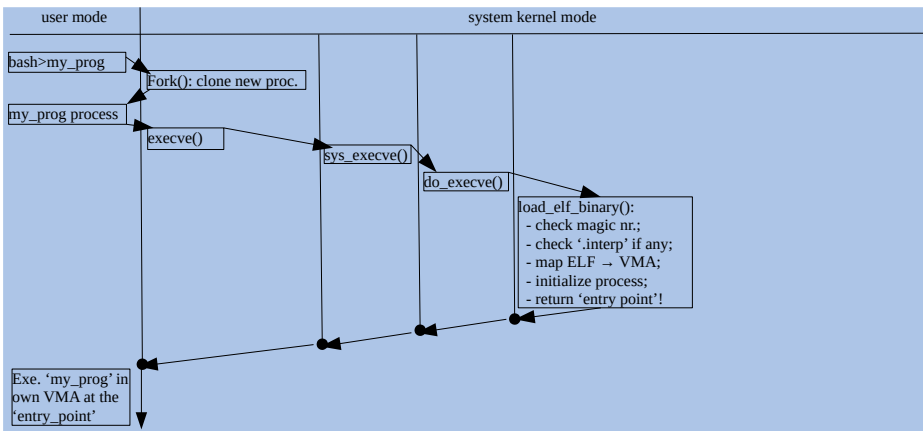 user mode
system kernel mode
bash>my_prog
Fork(): clone new proc.
my_prog process
execve()
sys_execve()
do_execve()
load_elf_binary():
- check magic nr.;
- check ‘.interp’ if any;
- map ELF → VMA;
- initialize process;
- return ‘entry point’!
Exe. ‘my_prog’ in
own VMA at the
‘entry_point’